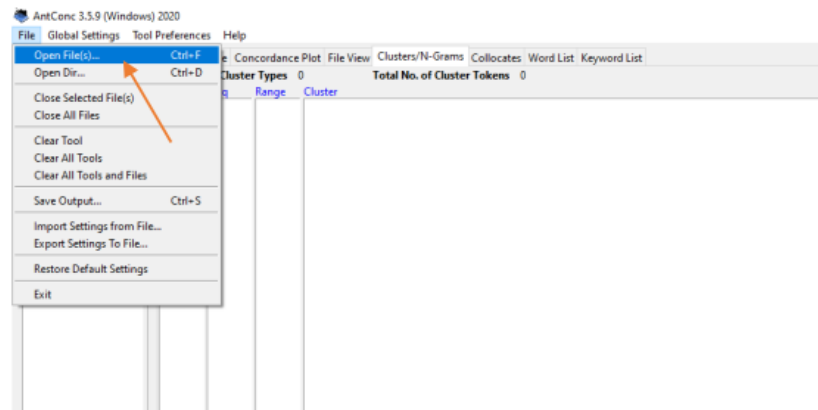 AntConc 3.5.9 (Windows) 2020
File Global Settings Tool Preferences Help
Open File(s)... Ctrl+F
Concordance Plot File View Clusters/N-Grams Collocates Word List Keyword List
Open Dir... Ctrl+D
Cluster Types 0 Total No. of Cluster Tokens 0
Range Cluster
Close Selected File(s)
Close All Files
Clear Tool
Clear All Tools
Clear All Tools and Files
Save Output... Ctrl+S
Import Settings from File...
Export Settings To File...
Restore Default Settings
Exit